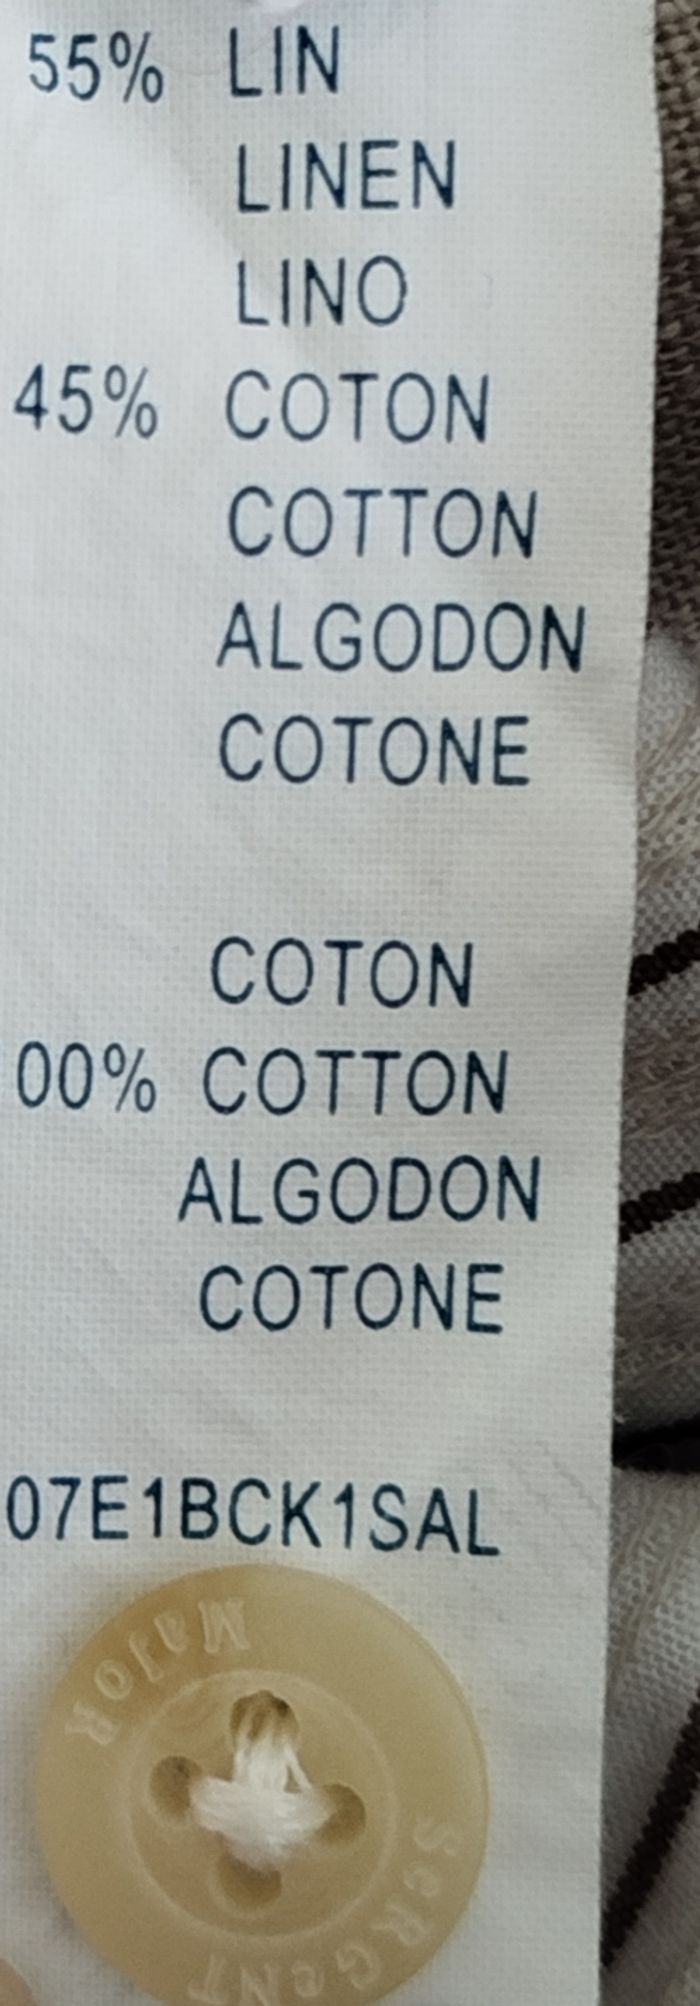 55% LIN
LINEN
LINO
45% COTON
COTTON
ALGODON
COTONE
COTON
00% COTTON
ALGODON
COTONE
07E1BCK1SAL
SeRGeNT
MaJoR